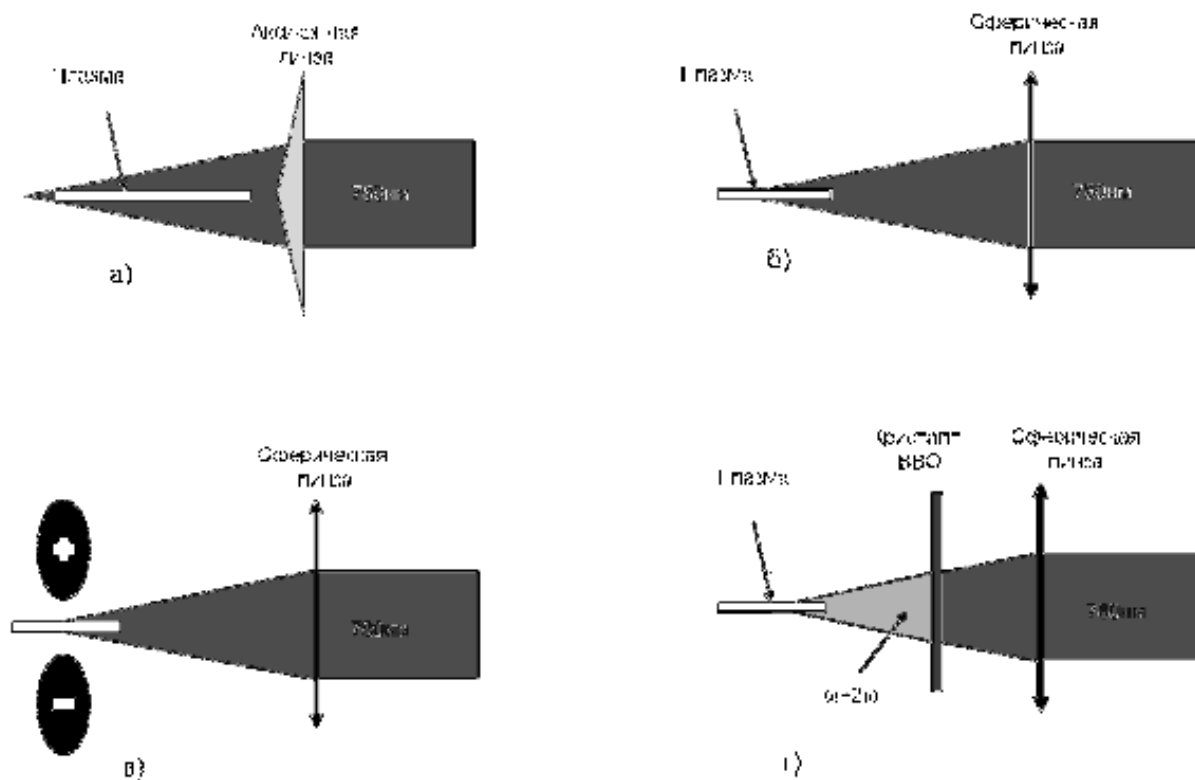 Аксиконная
линза
Плазма
а)
Сферическая
линза
Плазма
б)
Сферическая
линза
в)
Кристалл
BBO
Сферическая
линза
Плазма
ω+2ω
г)